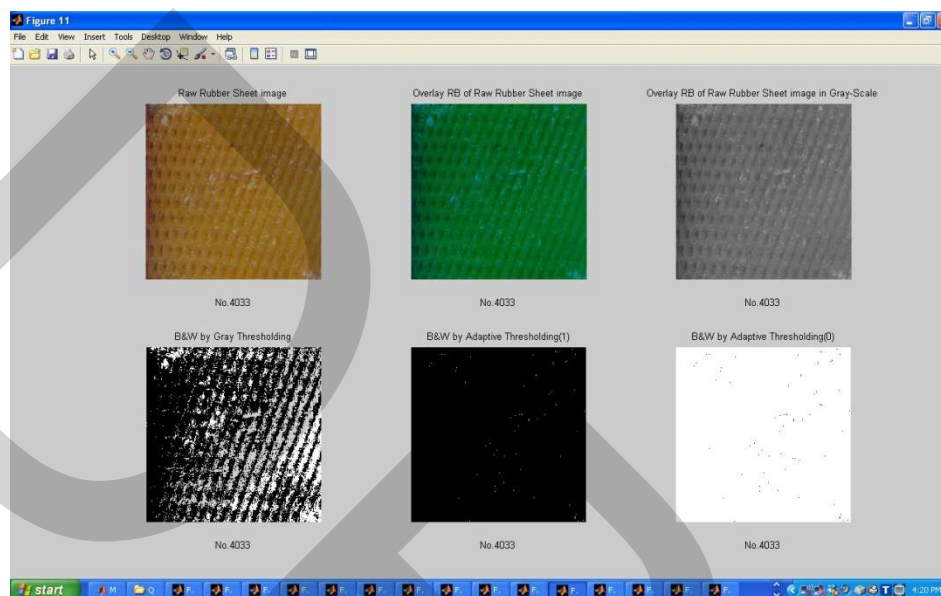 Figure 11
File Edit View Insert Tools Desktop Window Help
Raw Rubber Sheet image
Overlay RB of Raw Rubber Sheet image
Overlay RB of Raw Rubber Sheet image in Gray-Scale
No.4033
No.4033
No.4033
B&W by Gray Thresholding
B&W by Adaptive Thresholding(1)
B&W by Adaptive Thresholding(0)
No.4033
No.4033
No.4033
start M Q F. F. F. F. F. F. F. F. F. F. F. F. F. F. F. T 4:20 PM